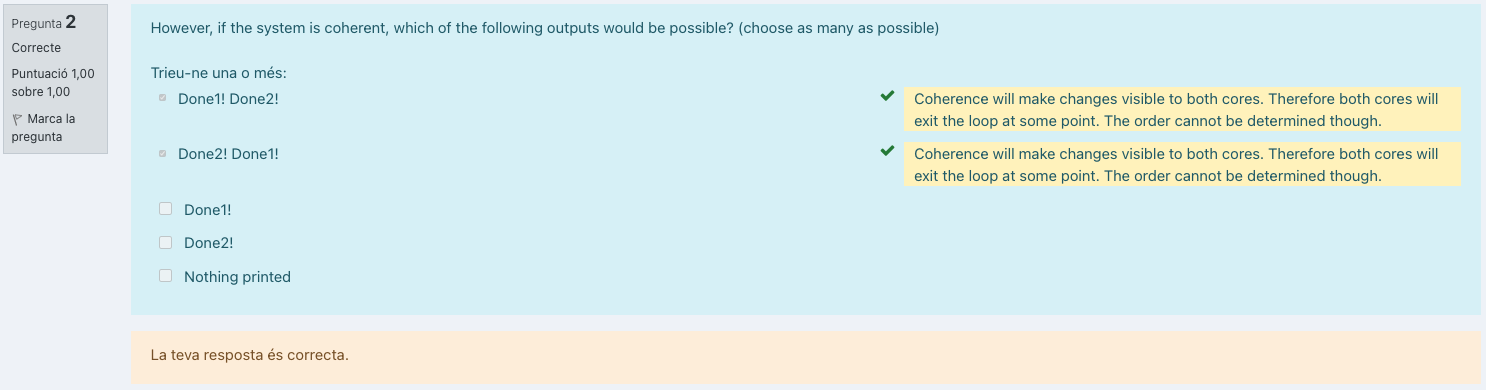 Pregunta 2
Correcte
Puntuació 1,00
sobre 1,00
Marca la
pregunta
However, if the system is coherent, which of the following outputs would be possible? (choose as many as possible)
Trieu-ne una o més:
Done1! Done2!
Coherence will make changes visible to both cores. Therefore both cores will
exit the loop at some point. The order cannot be determined though.
Done2! Done1!
Coherence will make changes visible to both cores. Therefore both cores will
exit the loop at some point. The order cannot be determined though.
Done1!
Done2!
Nothing printed
La teva resposta és correcta.